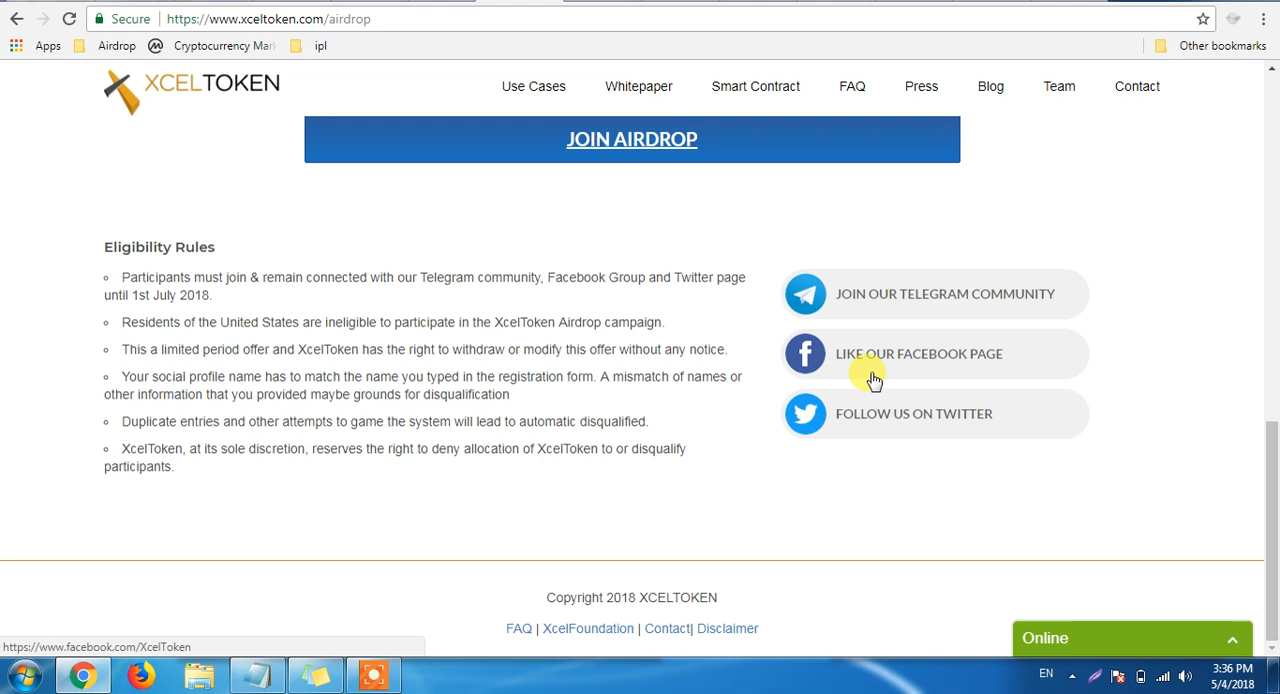 Secure | https://www.xceltoken.com/airdrop
Apps Airdrop Cryptocurrency Mar ipl Other bookmarks
XCELTOKEN Use Cases Whitepaper Smart Contract FAQ Press Blog Team Contact
JOIN AIRDROP
Eligibility Rules
Participants must join & remain connected with our Telegram community, Facebook Group and Twitter page
until 1st July 2018.
Residents of the United States are ineligible to participate in the XcelToken Airdrop campaign.
This a limited period offer and XcelToken has the right to withdraw or modify this offer without any notice.
Your social profile name has to match the name you typed in the registration form. A mismatch of names or
other information that you provided maybe grounds for disqualification
Duplicate entries and other attempts to game the system will lead to automatic disqualified.
XcelToken, at its sole discretion, reserves the right to deny allocation of XcelToken to or disqualify
participants.
JOIN OUR TELEGRAM COMMUNITY
LIKE OUR FACEBOOK PAGE
FOLLOW US ON TWITTER
Copyright 2018 XCELTOKEN
FAQ | XcelFoundation | Contact| Disclaimer
Online
https://www.facebook.com/XcelToken
EN
3:36 PM
5/4/2018